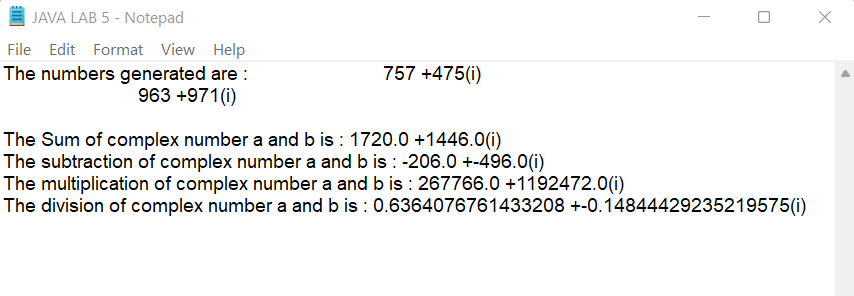 JAVA LAB 5 - Notepad
File Edit Format View Help
The numbers generated are : 757 +475(i)
963 +971(i)
The Sum of complex number a and b is : 1720.0 +1446.0(i)
The subtraction of complex number a and b is : -206.0 +-496.0(i)
The multiplication of complex number a and b is : 267766.0 +1192472.0(i)
The division of complex number a and b is : 0.6364076761433208 +-0.14844429235219575(i)